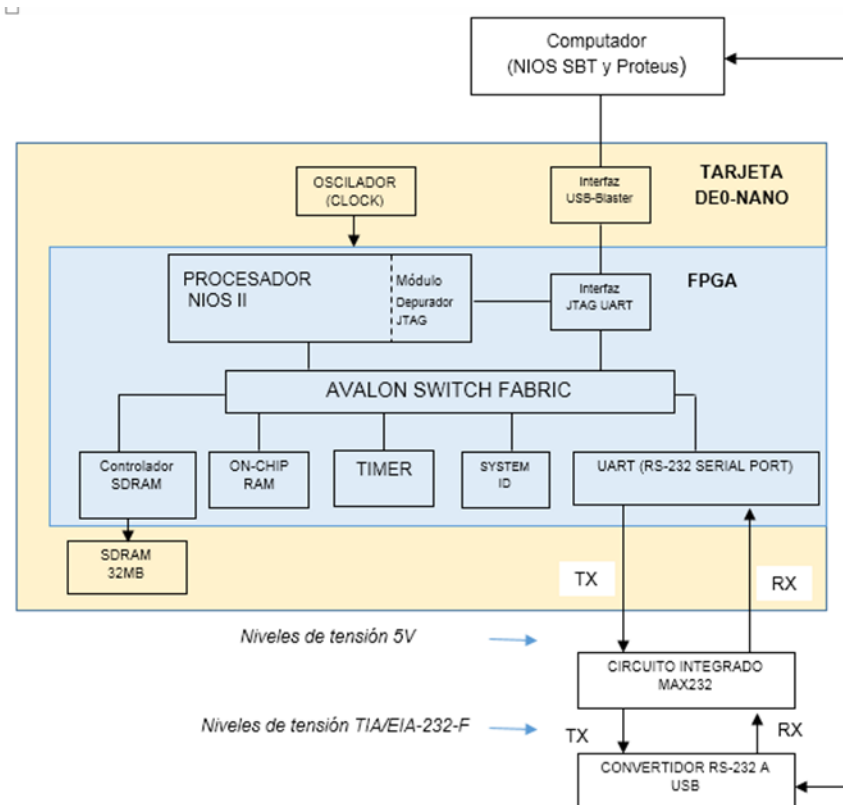 Computador
(NIOS SBT y Proteus)
TARJETA
DE0-NANO
OSCILADOR
(CLOCK)
Interfaz
USB-Blaster
FPGA
PROCESADOR
NIOS II
Módulo
Depurador
JTAG
Interfaz
JTAG UART
AVALON SWITCH FABRIC
Controlador
SDRAM
ON-CHIP
RAM
TIMER
SYSTEM
ID
UART (RS-232 SERIAL PORT)
SDRAM
32MB
TX
RX
Niveles de tensión 5V
CIRCUITO INTEGRADO
MAX232
Niveles de tensión TIA/EIA-232-F
TX
RX
CONVERTIDOR RS-232 A
USB